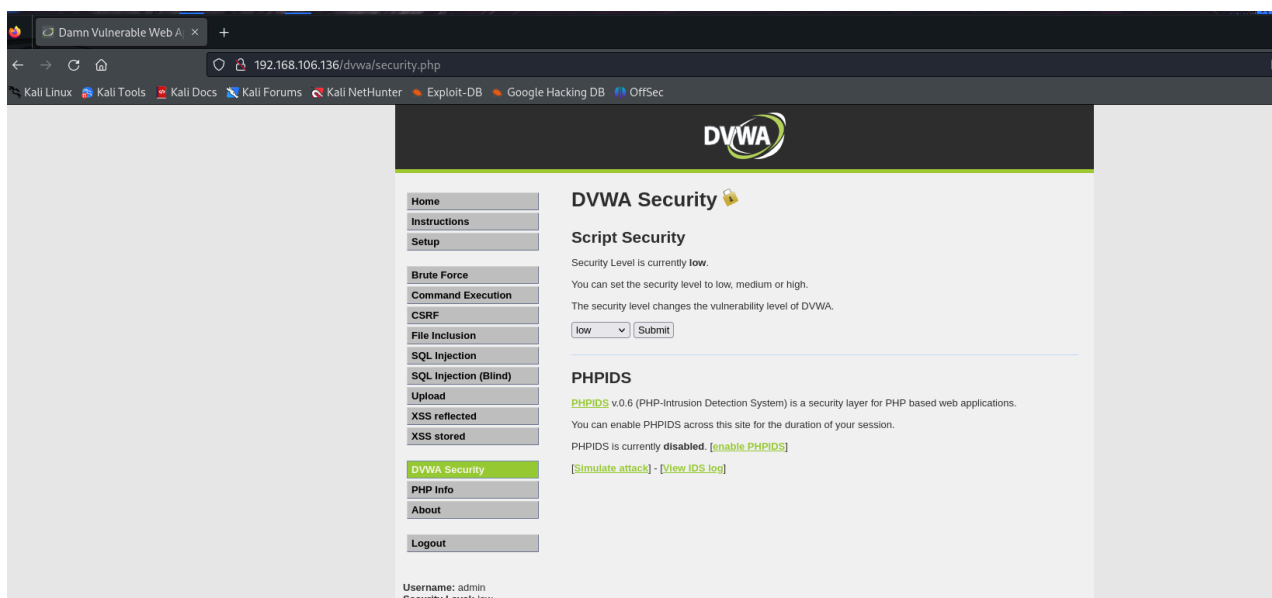 Damn Vulnerable Web A
192.168.106.136/dvwa/security.php
Kali Linux Kali Tools Kali Docs Kali Forums Kali NetHunter Exploit-DB Google Hacking DB OffSec
DVWA
Home
Instructions
Setup
Brute Force
Command Execution
CSRF
File Inclusion
SQL Injection
SQL Injection (Blind)
Upload
XSS reflected
XSS stored
DVWA Security
PHP Info
About
Logout
Username: admin
Security Level: low
DVWA Security
Script Security
Security Level is currently low.
You can set the security level to low, medium or high.
The security level changes the vulnerability level of DVWA.
low Submit
PHPIDS
PHPIDS v.0.6 (PHP-Intrusion Detection System) is a security layer for PHP based web applications.
You can enable PHPIDS across this site for the duration of your session.
PHPIDS is currently disabled. [enable PHPIDS]
[Simulate attack] - [View IDS log]